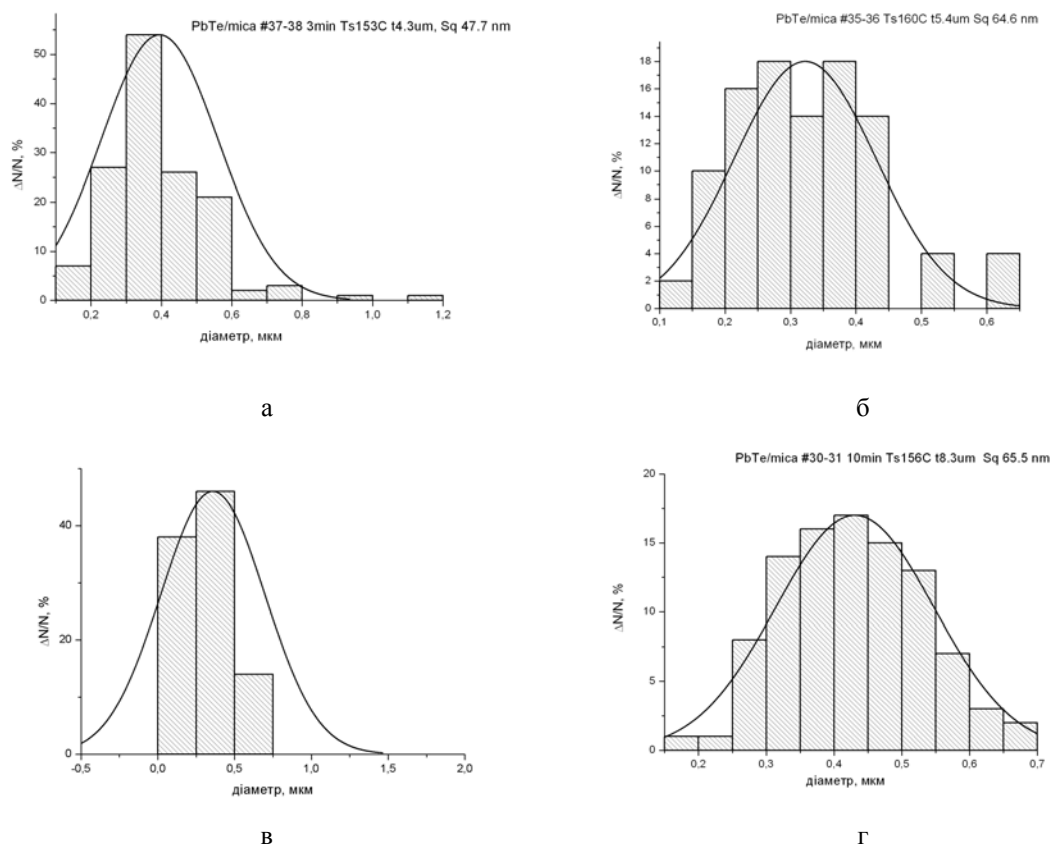 PbTe/mica #37-38 3min Ts153C t4.3um, Sq 47.7 nm
50
40
30
20
10
0
ΔN/N, %
0,2 0,4 0,6 0,8 1,0 1,2
діаметр, мкм
а
PbTe/mica #35-36 Ts160C t5.4um Sq 64.6 nm
18
16
14
12
10
8
6
4
2
0
ΔN/N, %
0,1 0,2 0,3 0,4 0,5 0,6
діаметр, мкм
б
40
20
0
ΔN/N, %
-0,5 0,0 0,5 1,0 1,5 2,0
діаметр, мкм
в
PbTe/mica #30-31 10min Ts156C t8.3um Sq 65.5 nm
20
15
10
5
0
ΔN/N, %
0,2 0,3 0,4 0,5 0,6 0,7
діаметр, мкм
г